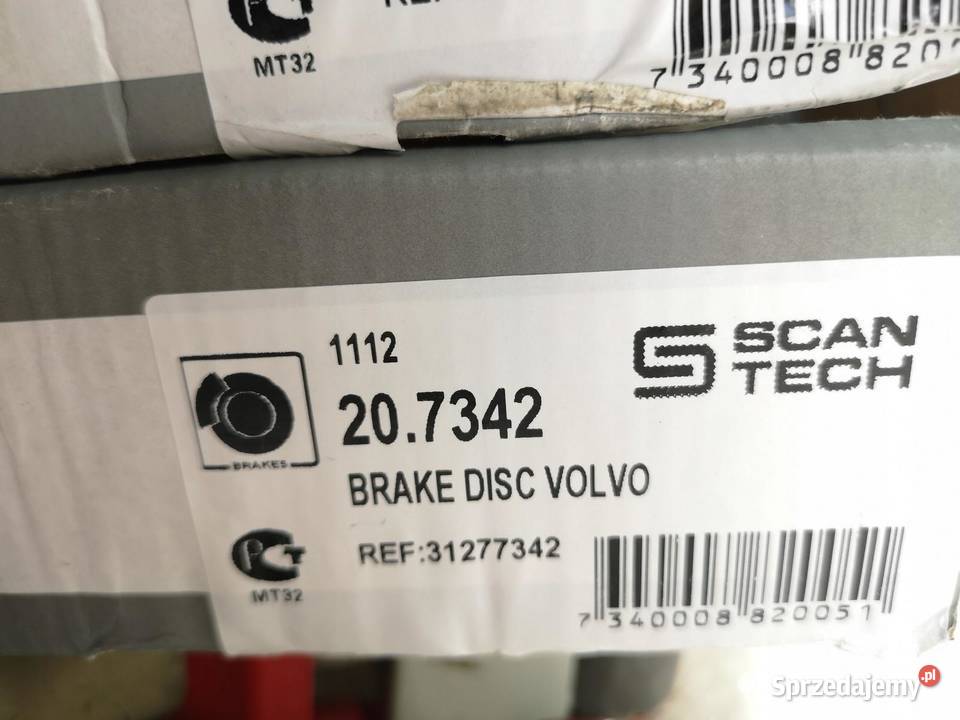 MT32
7 340008 820
1112
20.7342
BRAKE DISC VOLVO
SCAN
TECH
BRAKES
REF:31277342
MT32
7 340008 820051
Sprzedajemy.pl